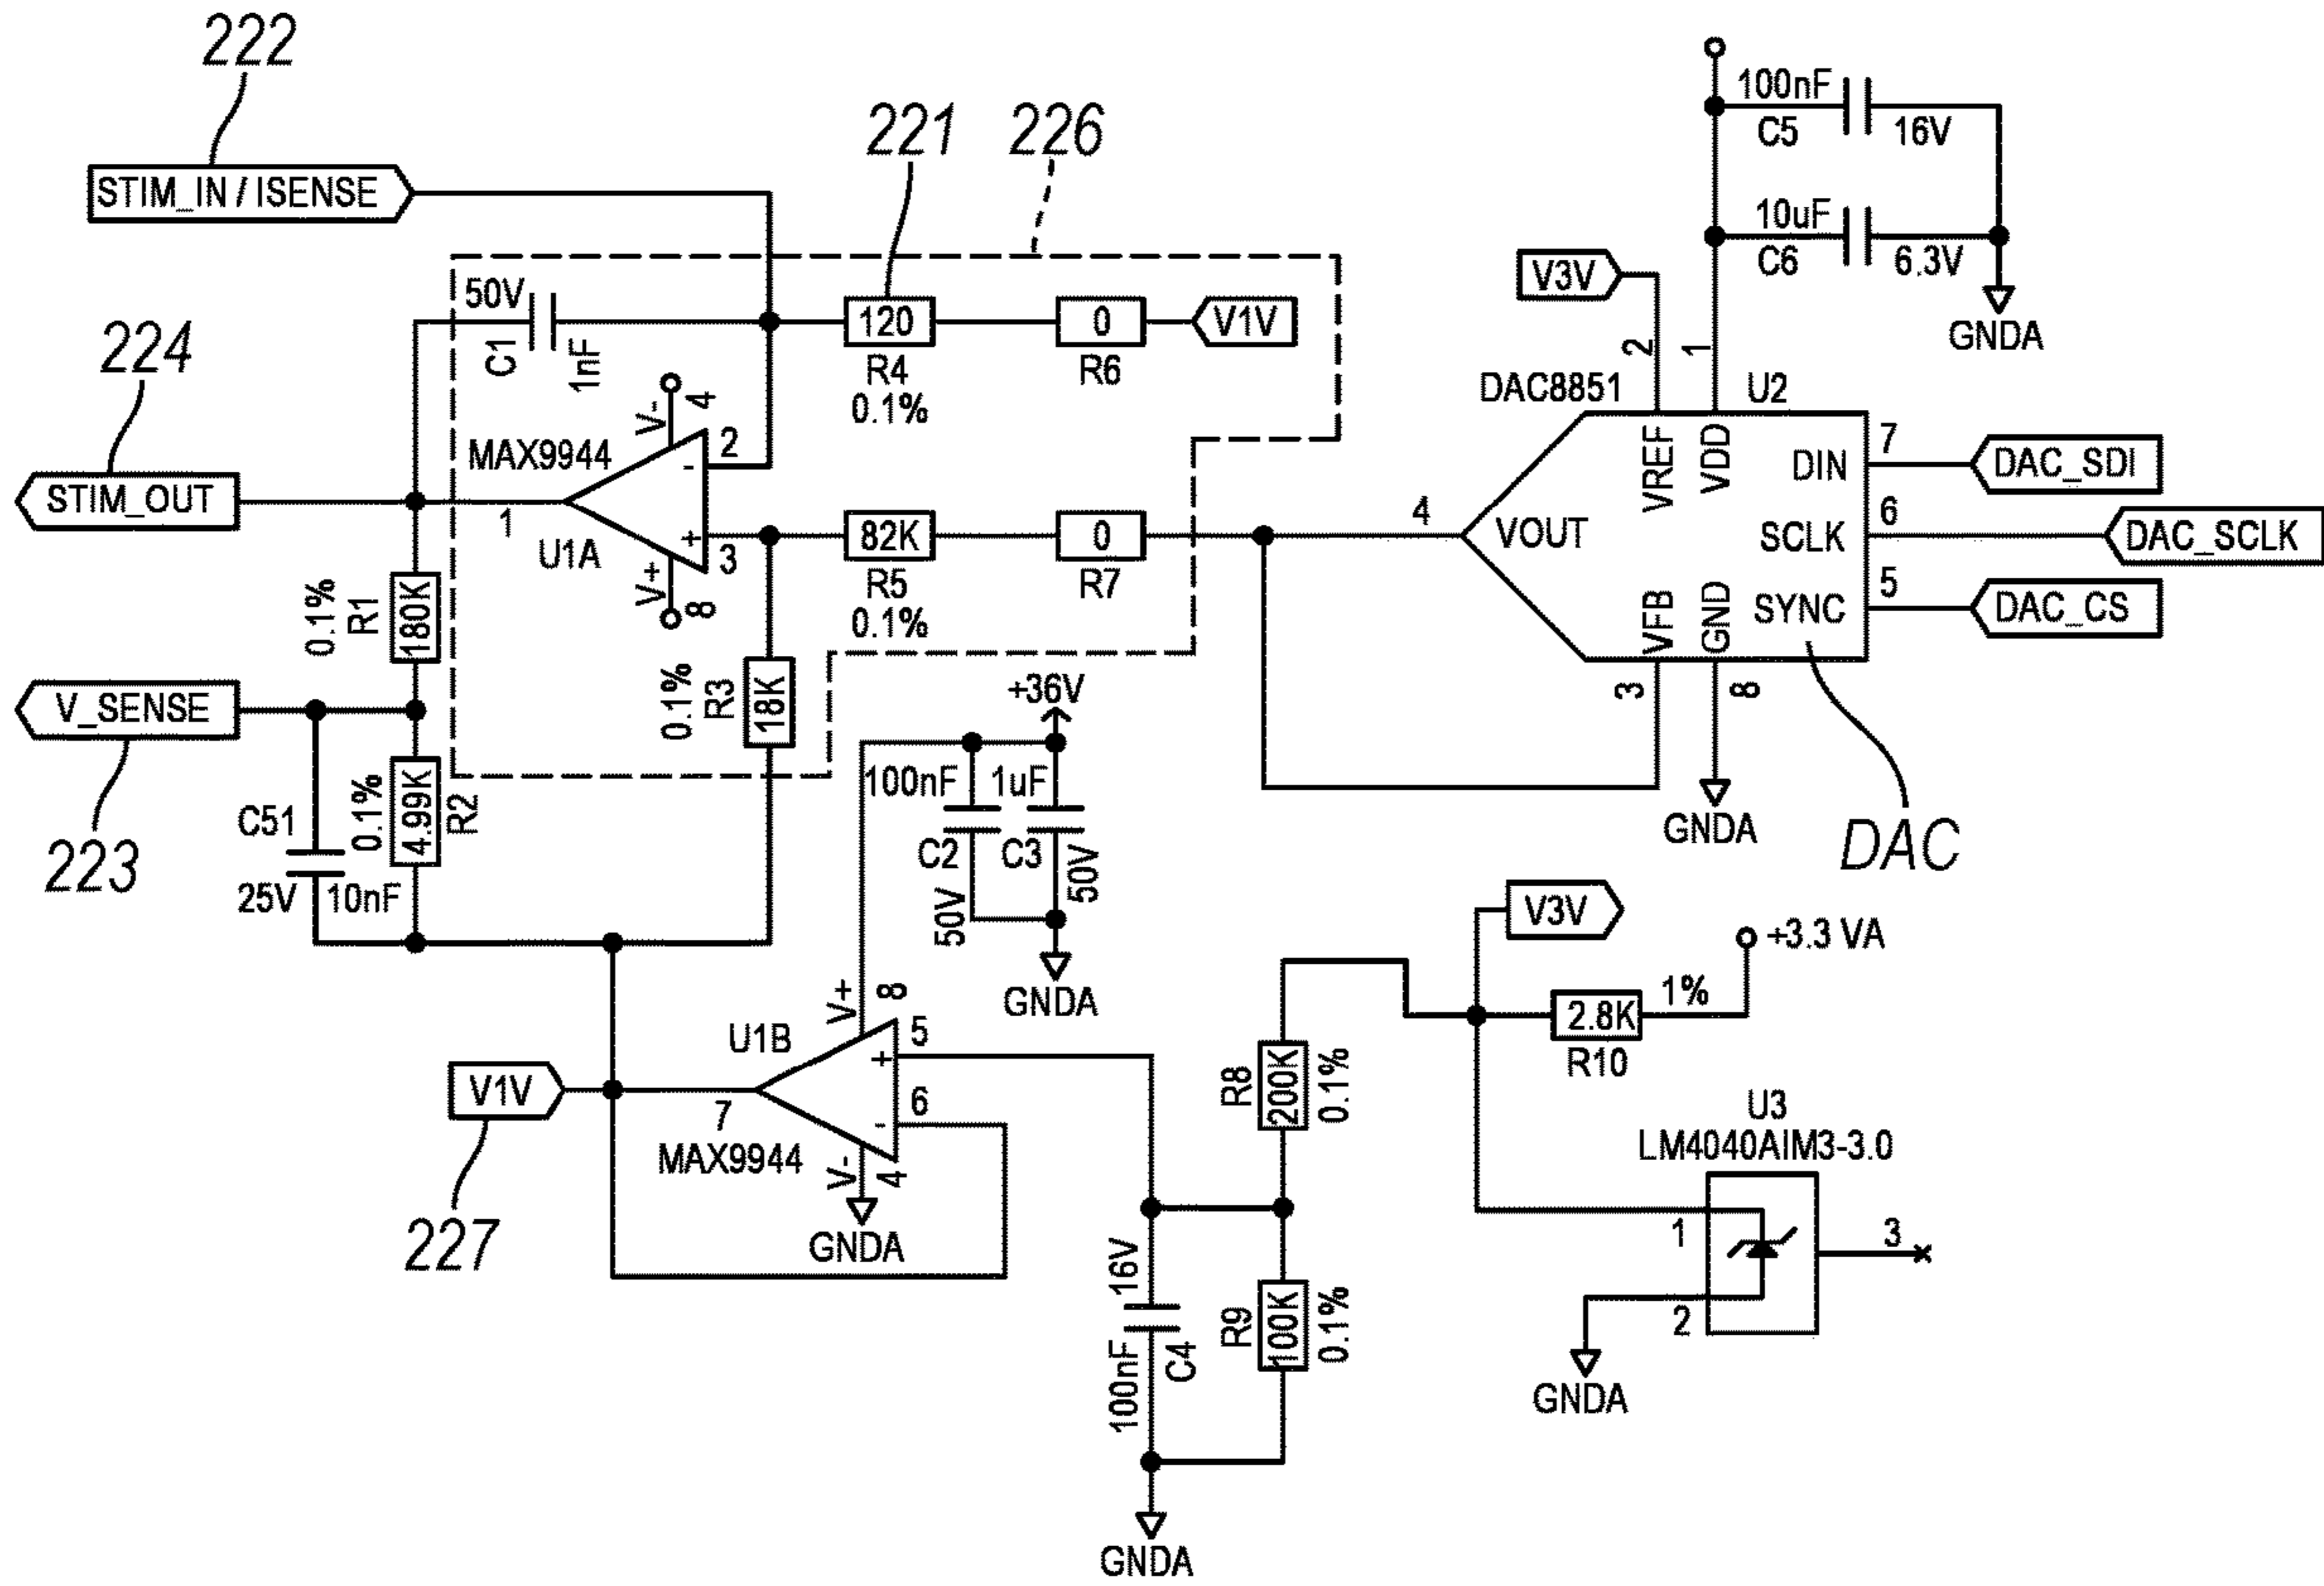 222
STIM_IN / ISENSE
221
226
100nF
C5
16V
10uF
C6
6.3V
GNDA
50V
C1
1nF
120
R4
0.1%
0
R6
V1V
V3V
2
1
DAC8851
U2
224
STIM_OUT
MAX9944
V-
4
2
-
1
U1A
+
3
V+
8
82K
R5
0.1%
0
R7
4
VOUT
VREF
VDD
DIN
7
DAC_SDI
SCLK
6
DAC_SCLK
SYNC
5
DAC_CS
VFB
GND
3
8
GNDA
DAC
0.1%
R1
180K
V_SENSE
223
0.1%
R3
18K
C51
25V
10nF
0.1%
4.99K
R2
+36V
100nF
1uF
C2
C3
50V
50V
GNDA
V3V
+3.3 VA
2.8K
1%
R10
V1V
227
U1B
V+
8
+
5
6
-
7
MAX9944
V-
4
GNDA
R8
200K
0.1%
U3
LM4040AIM3-3.0
1
2
3
GNDA
16V
100nF
C4
R9
100K
0.1%
GNDA